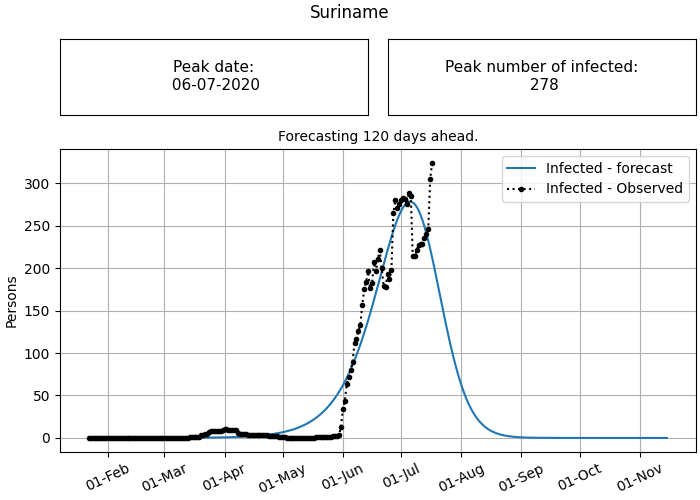 Suriname
Peak date:
06-07-2020
Peak number of infected:
278
Forecasting 120 days ahead.
Infected - forecast
Infected - Observed
Persons
300
250
200
150
100
50
0
01-Feb
01-Mar
01-Apr
01-May
01-Jun
01-Jul
01-Aug
01-Sep
01-Oct
01-Nov